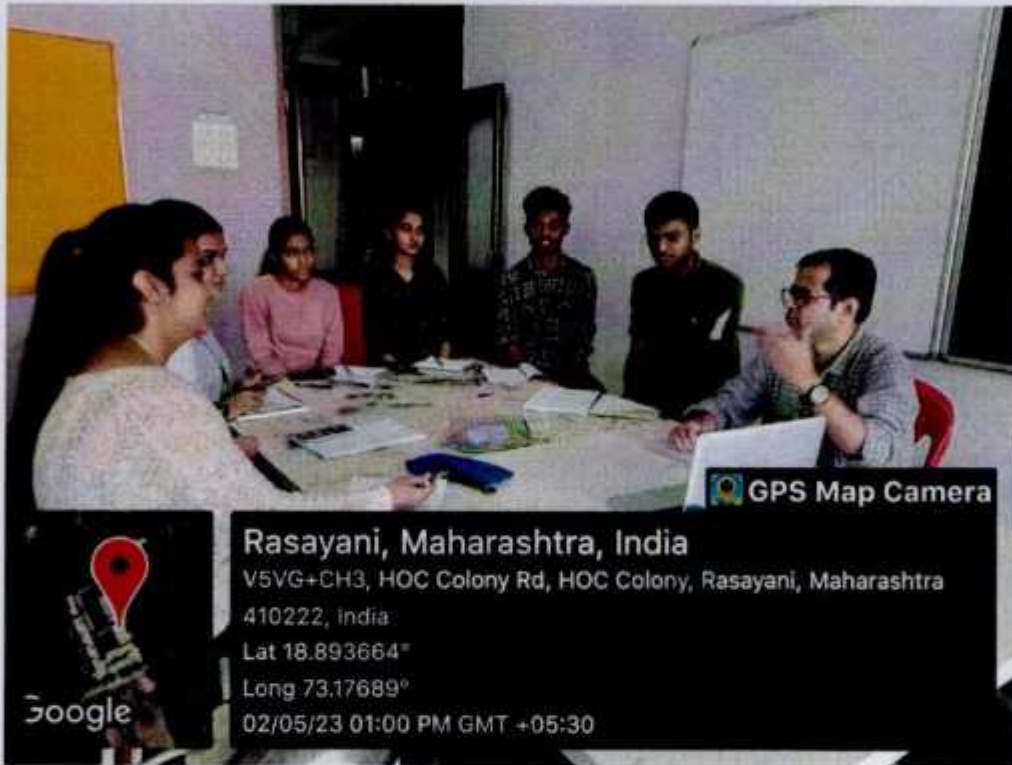 GPS Map Camera
Rasayani, Maharashtra, India
V5VG+CH3, HOC Colony Rd, HOC Colony, Rasayani, Maharashtra
410222, India
Lat 18.893664°
Long 73.17689°
02/05/23 01:00 PM GMT +05:30
Google